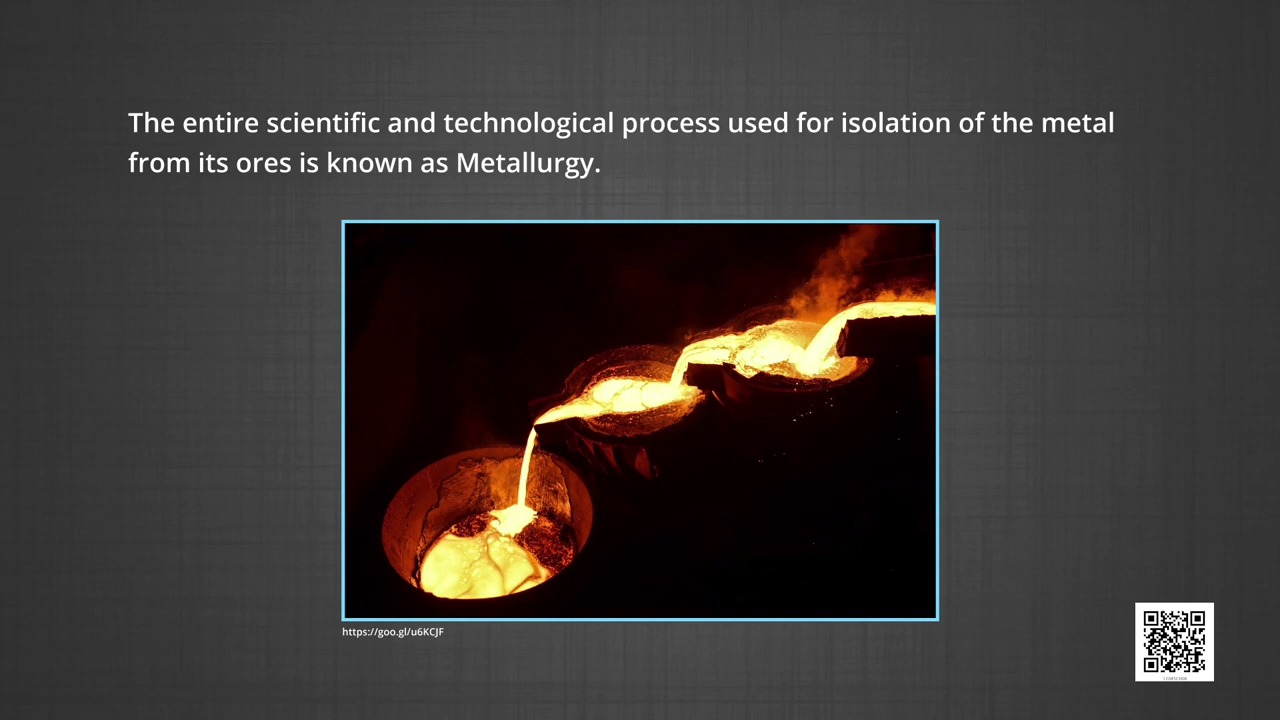 The entire scientific and technological process used for isolation of the metal
from its ores is known as Metallurgy.
https://goo.gl/u6KCJF